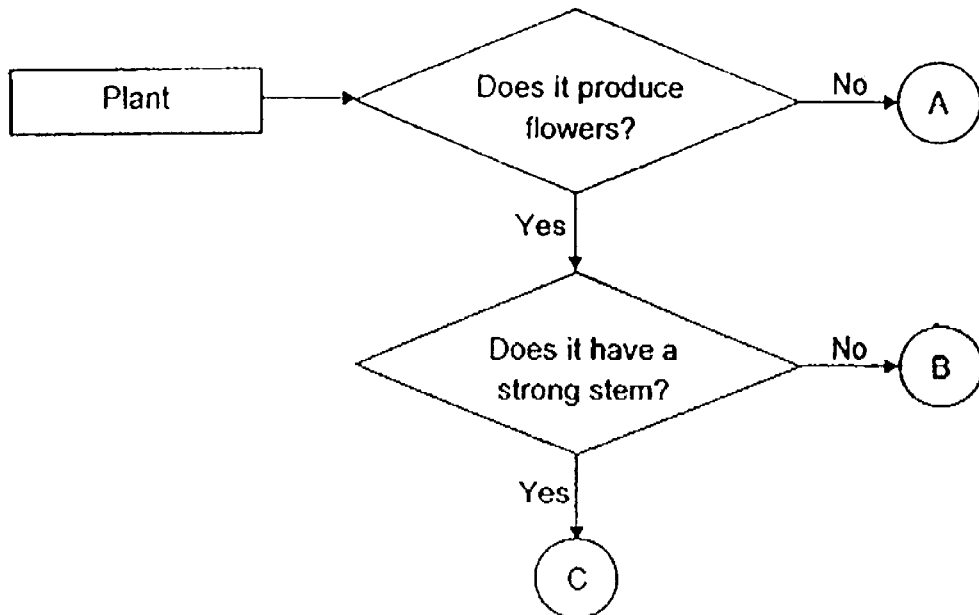 Plant
Does it produce
flowers?
No
A
Yes
Does it have a
strong stem?
No
B
Yes
C